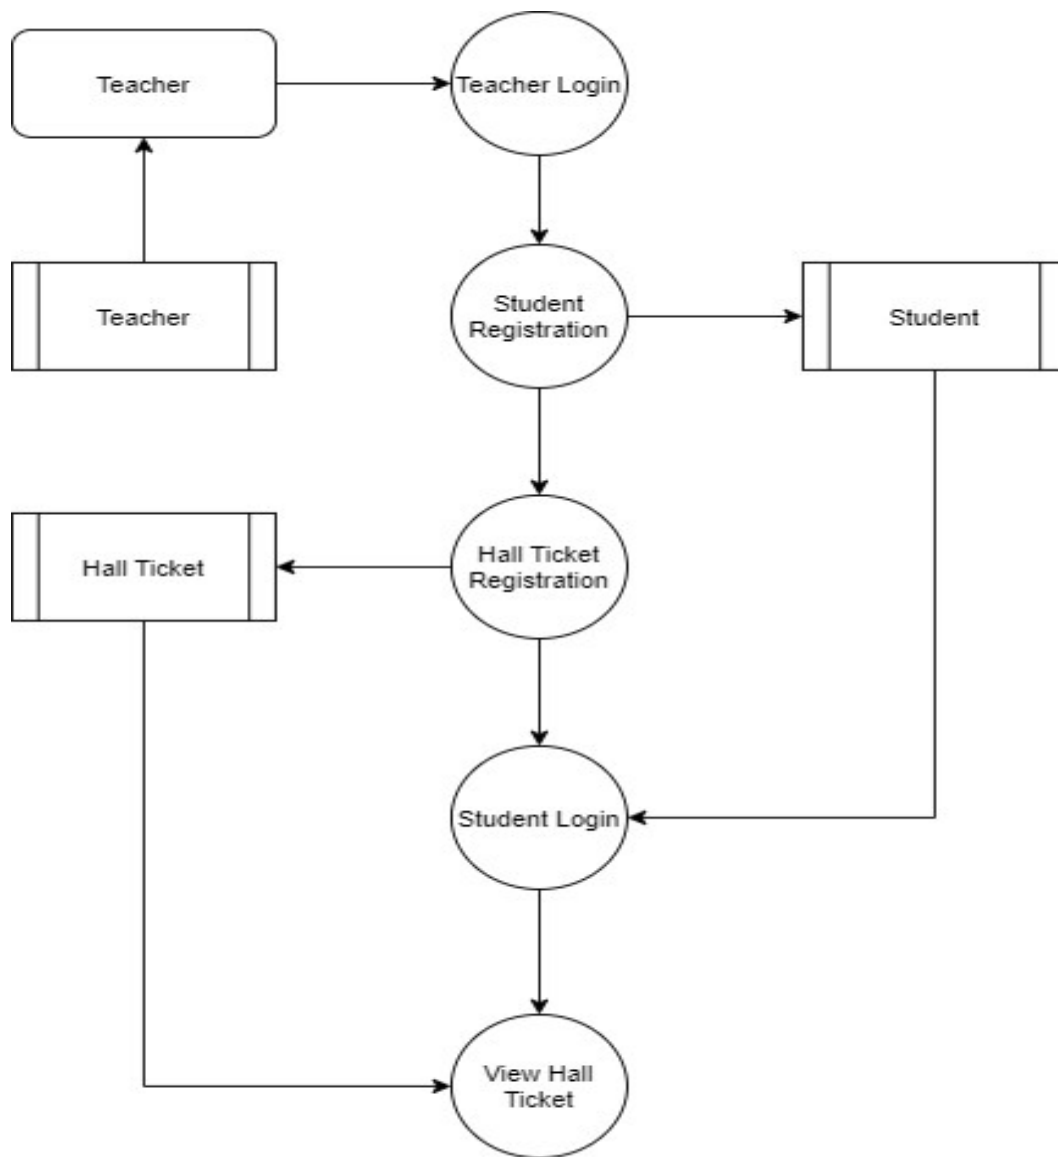 Teacher
Teacher Login
Teacher
Student
Registration
Student
Hall Ticket
Hall Ticket
Registration
Student Login
View Hall
Ticket